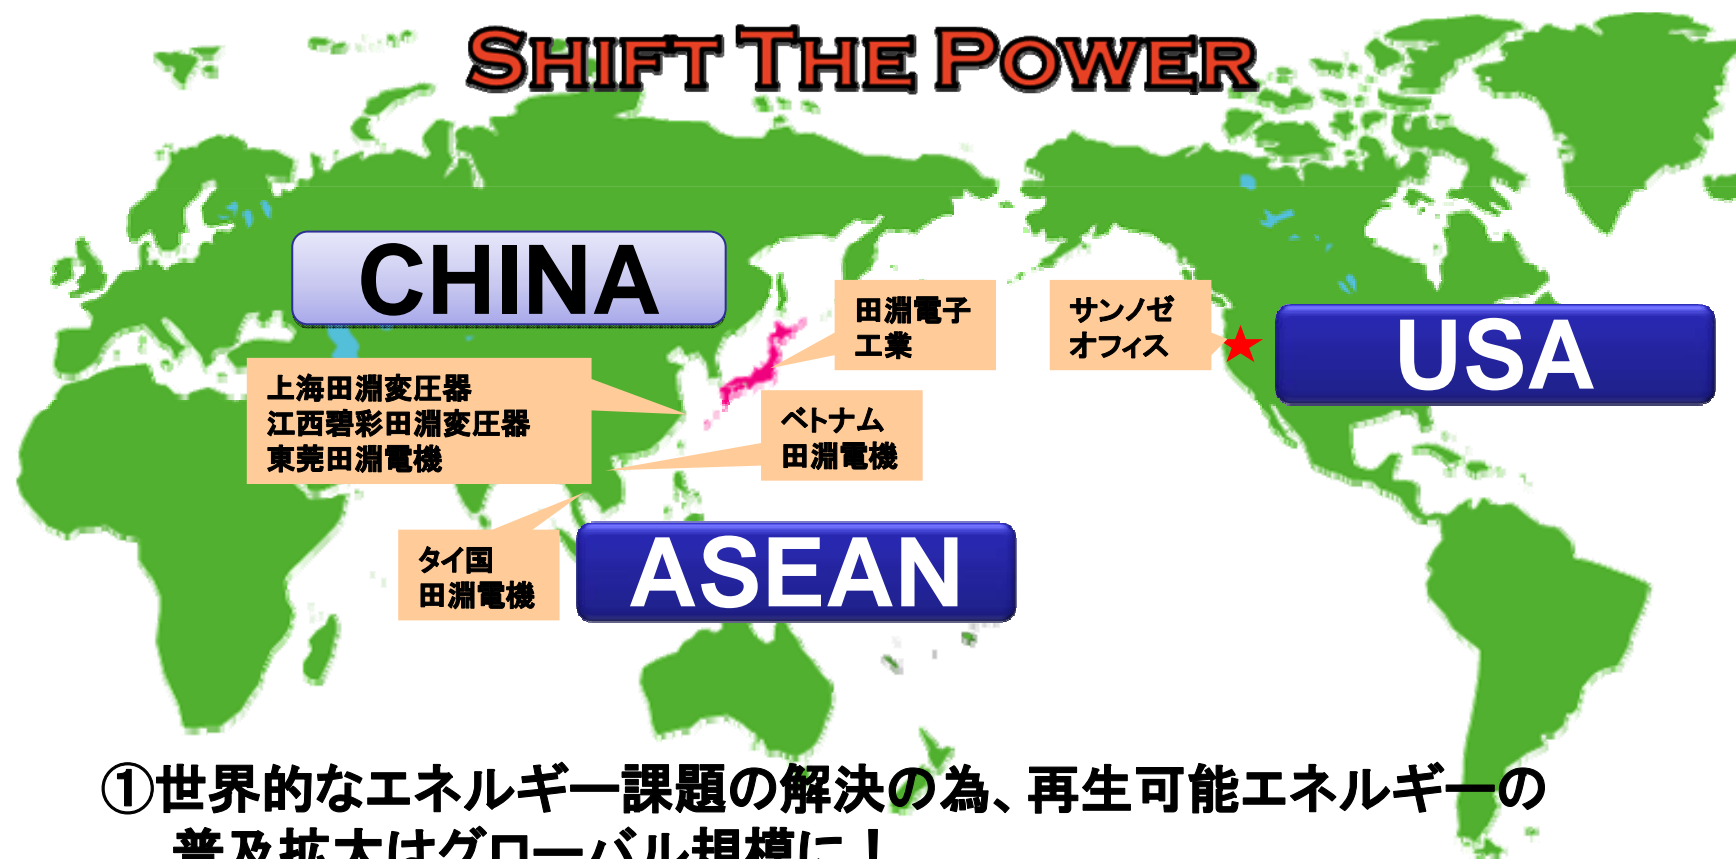 SHIFT THE POWER
CHINA
田淵電子
工業
サンノゼ
オフィス
USA
上海田淵変圧器
江西碧彩田淵変圧器
東莞田淵電機
ベトナム
田淵電機
タイ国
田淵電機
ASEAN
①世界的なエネルギー課題の解決の為、再生可能エネルギーの
普及拡大はグローバル規模に！